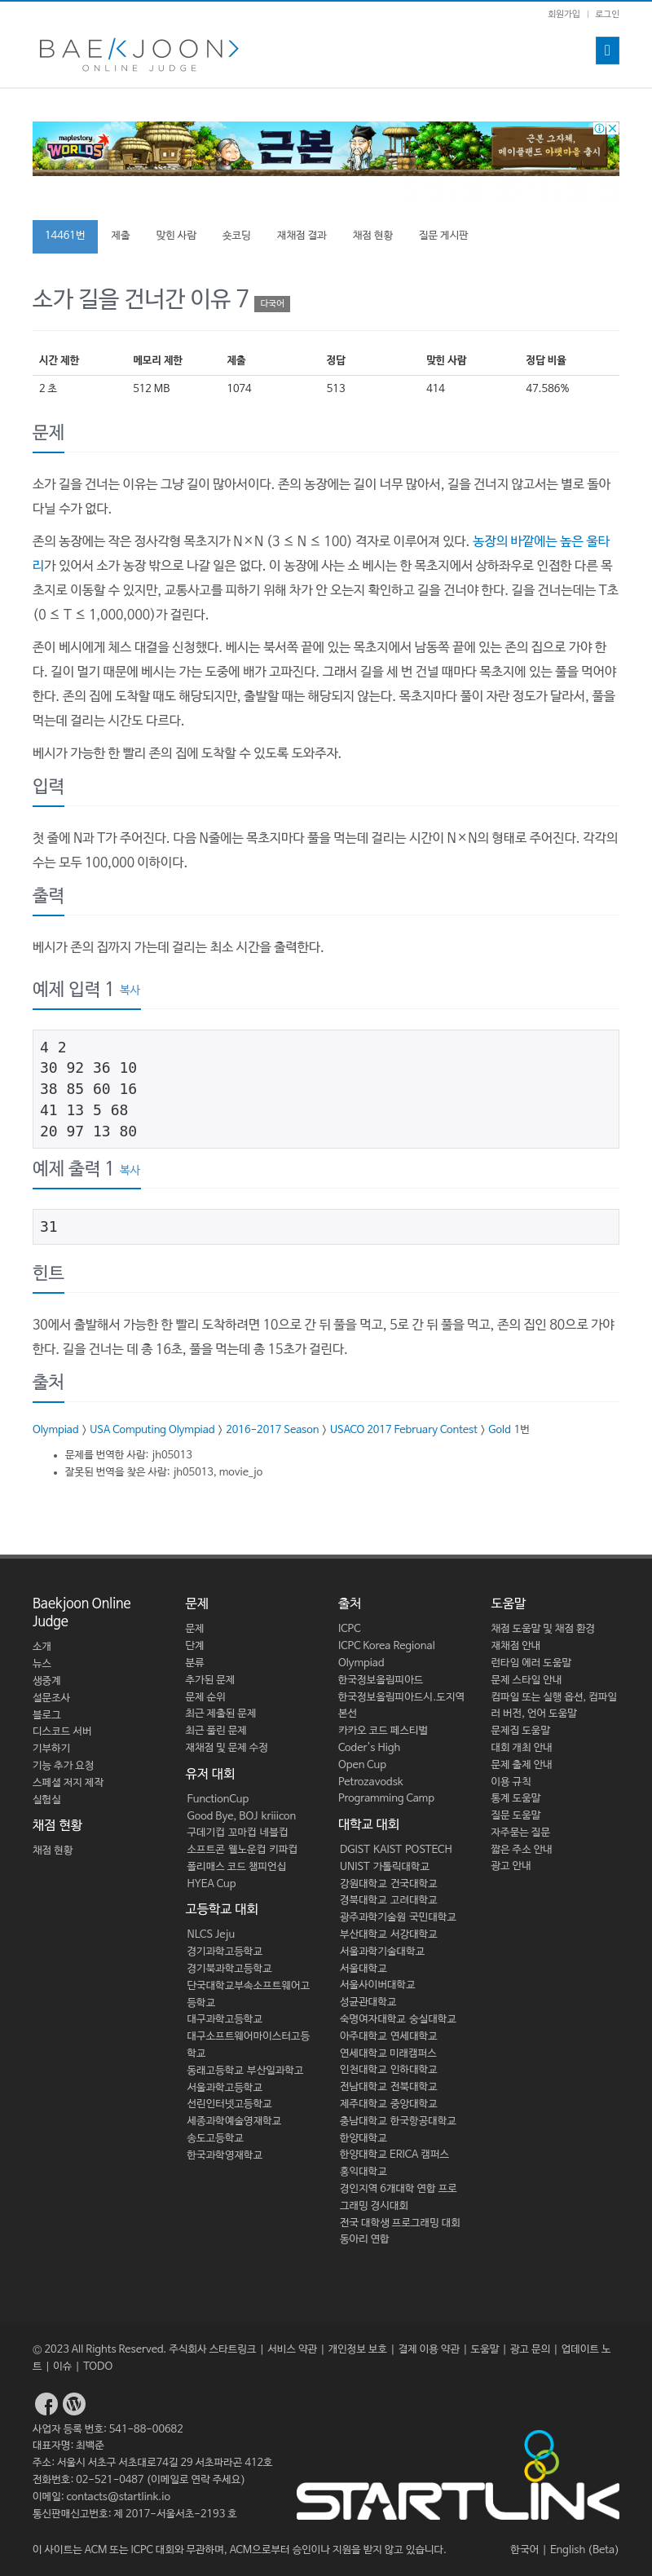 회원가입 | 로그인
BAEKJOON>
ONLINE JUDGE
maplestory WORLDS
근본
근본 그자체,
메이플랜드 아랫마을 출시
14461번 제출 맞힌 사람 숏코딩 재채점 결과 채점 현황 질문 게시판
소가 길을 건너간 이유 7 다국어
시간 제한 메모리 제한 제출 정답 맞힌 사람 정답 비율
2 초 512 MB 1074 513 414 47.586%
문제
소가 길을 건너는 이유는 그냥 길이 많아서이다. 존의 농장에는 길이 너무 많아서, 길을 건너지 않고서는 별로 돌아
다닐 수가 없다.
존의 농장에는 작은 정사각형 목초지가 N×N (3 ≤ N ≤ 100) 격자로 이루어져 있다. 농장의 바깥에는 높은 울타
리가 있어서 소가 농장 밖으로 나갈 일은 없다. 이 농장에 사는 소 베시는 한 목초지에서 상하좌우로 인접한 다른 목
초지로 이동할 수 있지만, 교통사고를 피하기 위해 차가 안 오는지 확인하고 길을 건너야 한다. 길을 건너는데는 T초
(0 ≤ T ≤ 1,000,000)가 걸린다.
존이 베시에게 체스 대결을 신청했다. 베시는 북서쪽 끝에 있는 목초지에서 남동쪽 끝에 있는 존의 집으로 가야 한
다. 길이 멀기 때문에 베시는 가는 도중에 배가 고파진다. 그래서 길을 세 번 건널 때마다 목초지에 있는 풀을 먹어야
한다. 존의 집에 도착할 때도 해당되지만, 출발할 때는 해당되지 않는다. 목초지마다 풀이 자란 정도가 달라서, 풀을
먹는데 걸리는 시간도 다르다.
베시가 가능한 한 빨리 존의 집에 도착할 수 있도록 도와주자.
입력
첫 줄에 N과 T가 주어진다. 다음 N줄에는 목초지마다 풀을 먹는데 걸리는 시간이 N×N의 형태로 주어진다. 각각의
수는 모두 100,000 이하이다.
출력
베시가 존의 집까지 가는데 걸리는 최소 시간을 출력한다.
예제 입력 1 복사
4 2
30 92 36 10
38 85 60 16
41 13 5 68
20 97 13 80
예제 출력 1 복사
31
힌트
30에서 출발해서 가능한 한 빨리 도착하려면 10으로 간 뒤 풀을 먹고, 5로 간 뒤 풀을 먹고, 존의 집인 80으로 가야
한다. 길을 건너는 데 총 16초, 풀을 먹는데 총 15초가 걸린다.
출처
Olympiad > USA Computing Olympiad > 2016-2017 Season > USACO 2017 February Contest > Gold 1번
• 문제를 번역한 사람: jh05013
• 잘못된 번역을 찾은 사람: jh05013, movie_jo
Baekjoon Online
Judge
소개
뉴스
생중계
설문조사
블로그
디스코드 서버
기부하기
기능 추가 요청
스페셜 저지 제작
실험실
채점 현황
채점 현황
문제
문제
단계
분류
추가된 문제
문제 순위
최근 제출된 문제
최근 풀린 문제
재채점 및 문제 수정
유저 대회
FunctionCup
Good Bye, BOJ kriiicon
구데기컵 꼬마컵 네블컵
소프트콘 웰노운컵 키파컵
폴리매스 코드 챔피언십
HYEA Cup
고등학교 대회
NLCS Jeju
경기과학고등학교
경기북과학고등학교
단국대학교부속소프트웨어고
등학교
대구과학고등학교
대구소프트웨어마이스터고등
학교
동래고등학교 부산일과학고
서울과학고등학교
선린인터넷고등학교
세종과학예술영재학교
송도고등학교
한국과학영재학교
출처
ICPC
ICPC Korea Regional
Olympiad
한국정보올림피아드
한국정보올림피아드시.도지역
본선
카카오 코드 페스티벌
Coder's High
Open Cup
Petrozavodsk
Programming Camp
대학교 대회
DGIST KAIST POSTECH
UNIST 가톨릭대학교
강원대학교 건국대학교
경북대학교 고려대학교
광주과학기술원 국민대학교
부산대학교 서강대학교
서울과학기술대학교
서울대학교
서울사이버대학교
성균관대학교
숙명여자대학교 숭실대학교
아주대학교 연세대학교
연세대학교 미래캠퍼스
인천대학교 인하대학교
전남대학교 전북대학교
제주대학교 중앙대학교
충남대학교 한국항공대학교
한양대학교
한양대학교 ERICA 캠퍼스
홍익대학교
경인지역 6개대학 연합 프로
그래밍 경시대회
전국 대학생 프로그래밍 대회
동아리 연합
도움말
채점 도움말 및 채점 환경
재채점 안내
런타임 에러 도움말
문제 스타일 안내
컴파일 또는 실행 옵션, 컴파일
러 버전, 언어 도움말
문제집 도움말
대회 개최 안내
문제 출제 안내
이용 규칙
통계 도움말
질문 도움말
자주묻는 질문
짧은 주소 안내
광고 안내
© 2023 All Rights Reserved. 주식회사 스타트링크 | 서비스 약관 | 개인정보 보호 | 결제 이용 약관 | 도움말 | 광고 문의 | 업데이트 노
트 | 이슈 | TODO
사업자 등록 번호: 541-88-00682
대표자명: 최백준
주소: 서울시 서초구 서초대로74길 29 서초파라곤 412호
전화번호: 02-521-0487 (이메일로 연락 주세요)
이메일: contacts@startlink.io
통신판매신고번호: 제 2017-서울서초-2193 호
STARTLINK
이 사이트는 ACM 또는 ICPC 대회와 무관하며, ACM으로부터 승인이나 지원을 받지 않고 있습니다.
한국어 | English (Beta)